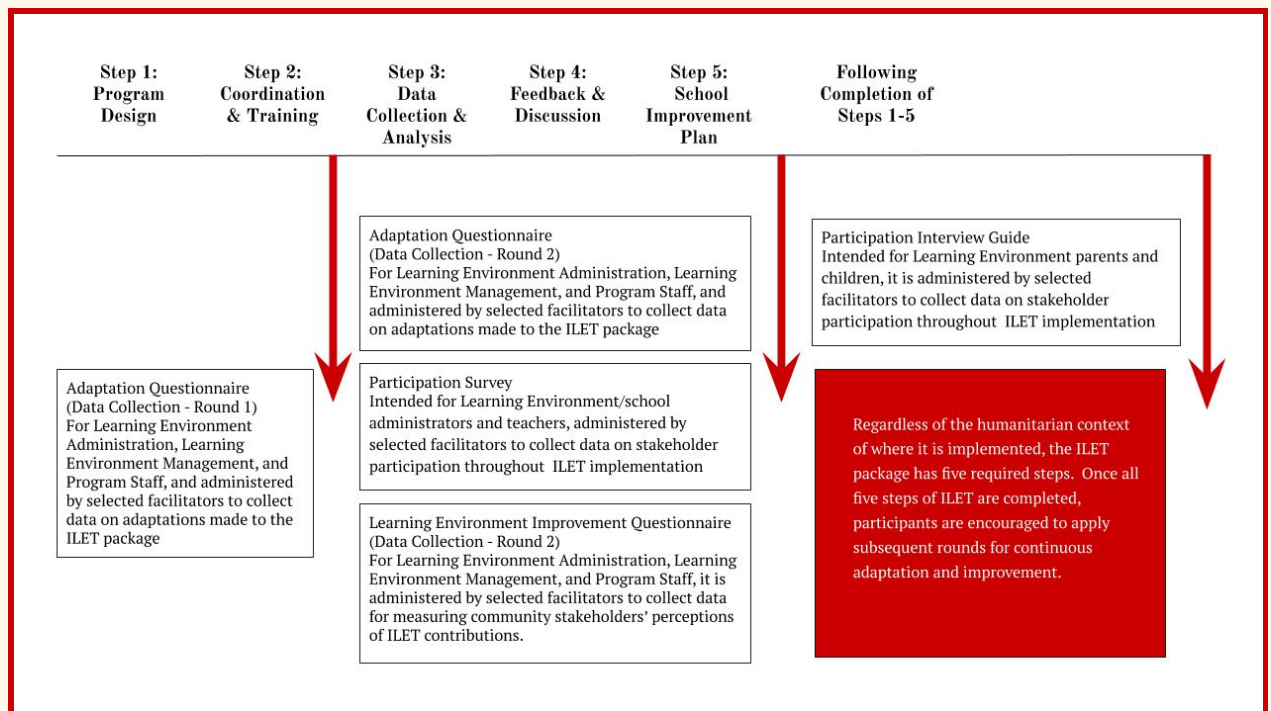 Step 1:
Program
Design
Step 2:
Coordination
& Training
Step 3:
Data
Collection &
Analysis
Step 4:
Feedback &
Discussion
Step 5:
School
Improvement
Plan
Following
Completion of
Steps 1-5
Adaptation Questionnaire
(Data Collection - Round 1)
For Learning Environment
Administration, Learning
Environment Management, and
Program Staff, and administered
by selected facilitators to collect
data on adaptations made to the
ILET package
Adaptation Questionnaire
(Data Collection - Round 2)
For Learning Environment Administration, Learning
Environment Management, and Program Staff, and
administered by selected facilitators to collect data
on adaptations made to the ILET package
Participation Survey
Intended for Learning Environment/school
administrators and teachers, administered by
selected facilitators to collect data on stakeholder
participation throughout  ILET implementation
Learning Environment Improvement Questionnaire
(Data Collection - Round 2)
For Learning Environment Administration, Learning
Environment Management, and Program Staff, it is
administered by selected facilitators to collect data
for measuring community stakeholders’ perceptions
of ILET contributions.
Participation Interview Guide
Intended for Learning Environment parents and
children, it is administered by selected
facilitators to collect data on stakeholder
participation throughout  ILET implementation
Regardless of the humanitarian context
of where it is implemented, the ILET
package has five required steps.  Once all
five steps of ILET are completed,
participants are encouraged to apply
subsequent rounds for continuous
adaptation and improvement.